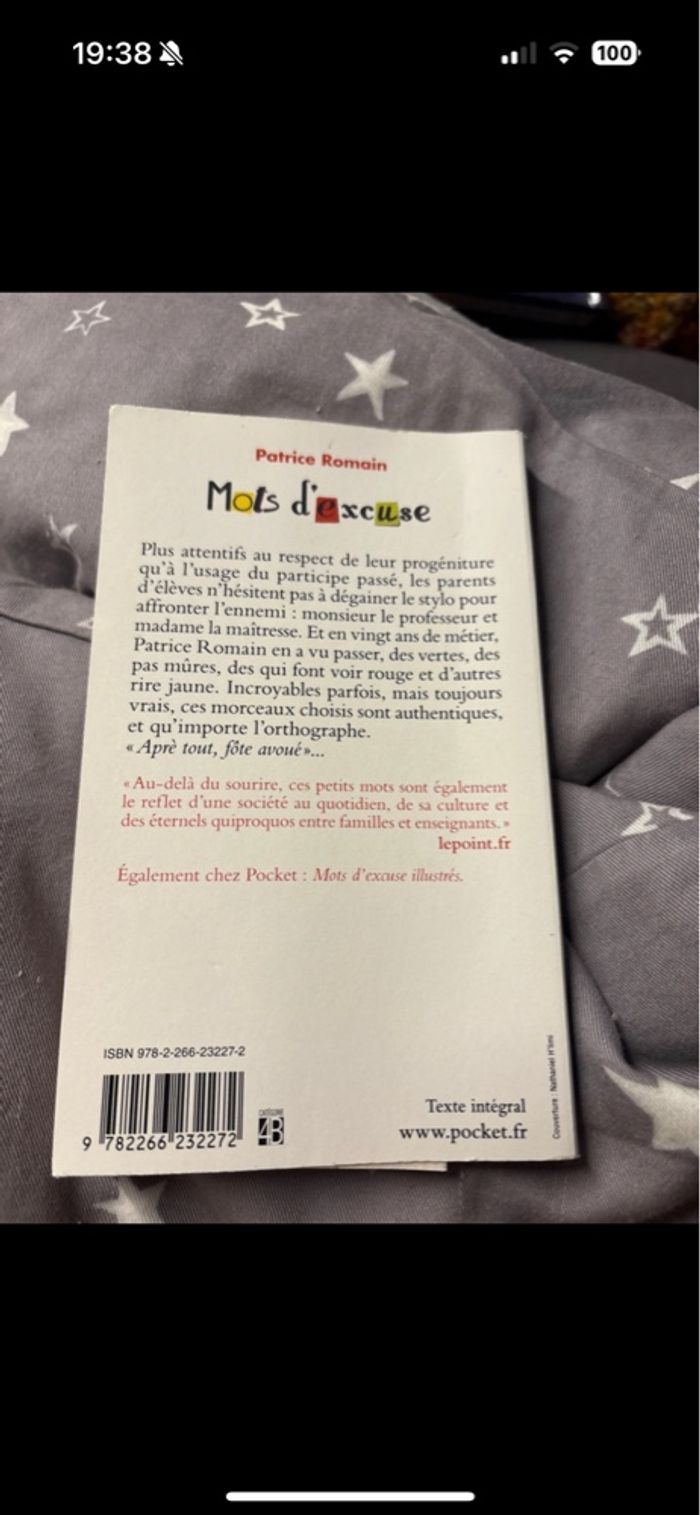 19:38
100
Patrice Romain
Mots d'excuse
Plus attentifs au respect de leur progéniture
qu'à l'usage du participe passé, les parents
d'élèves n'hésitent pas à dégainer le stylo pour
affronter l'ennemi : monsieur le professeur et
madame la maîtresse. Et en vingt ans de métier,
Patrice Romain en a vu passer, des vertes, des
pas mûres, des qui font voir rouge et d'autres
rire jaune. Incroyables parfois, mais toujours
vrais, ces morceaux choisis sont authentiques,
et qu'importe l'orthographe.
« Aprè tout, fôte avoué »...
« Au-delà du sourire, ces petits mots sont également
le reflet d'une société au quotidien, de sa culture et
des éternels quiproquos entre familles et enseignants. »
lepoint.fr
Également chez Pocket : Mots d'excuse illustrés.
ISBN 978-2-266-23227-2
9 782266 232272
CATÉGORIE
4B
Texte intégral
www.pocket.fr
Couverture : Nathaniel H'limi